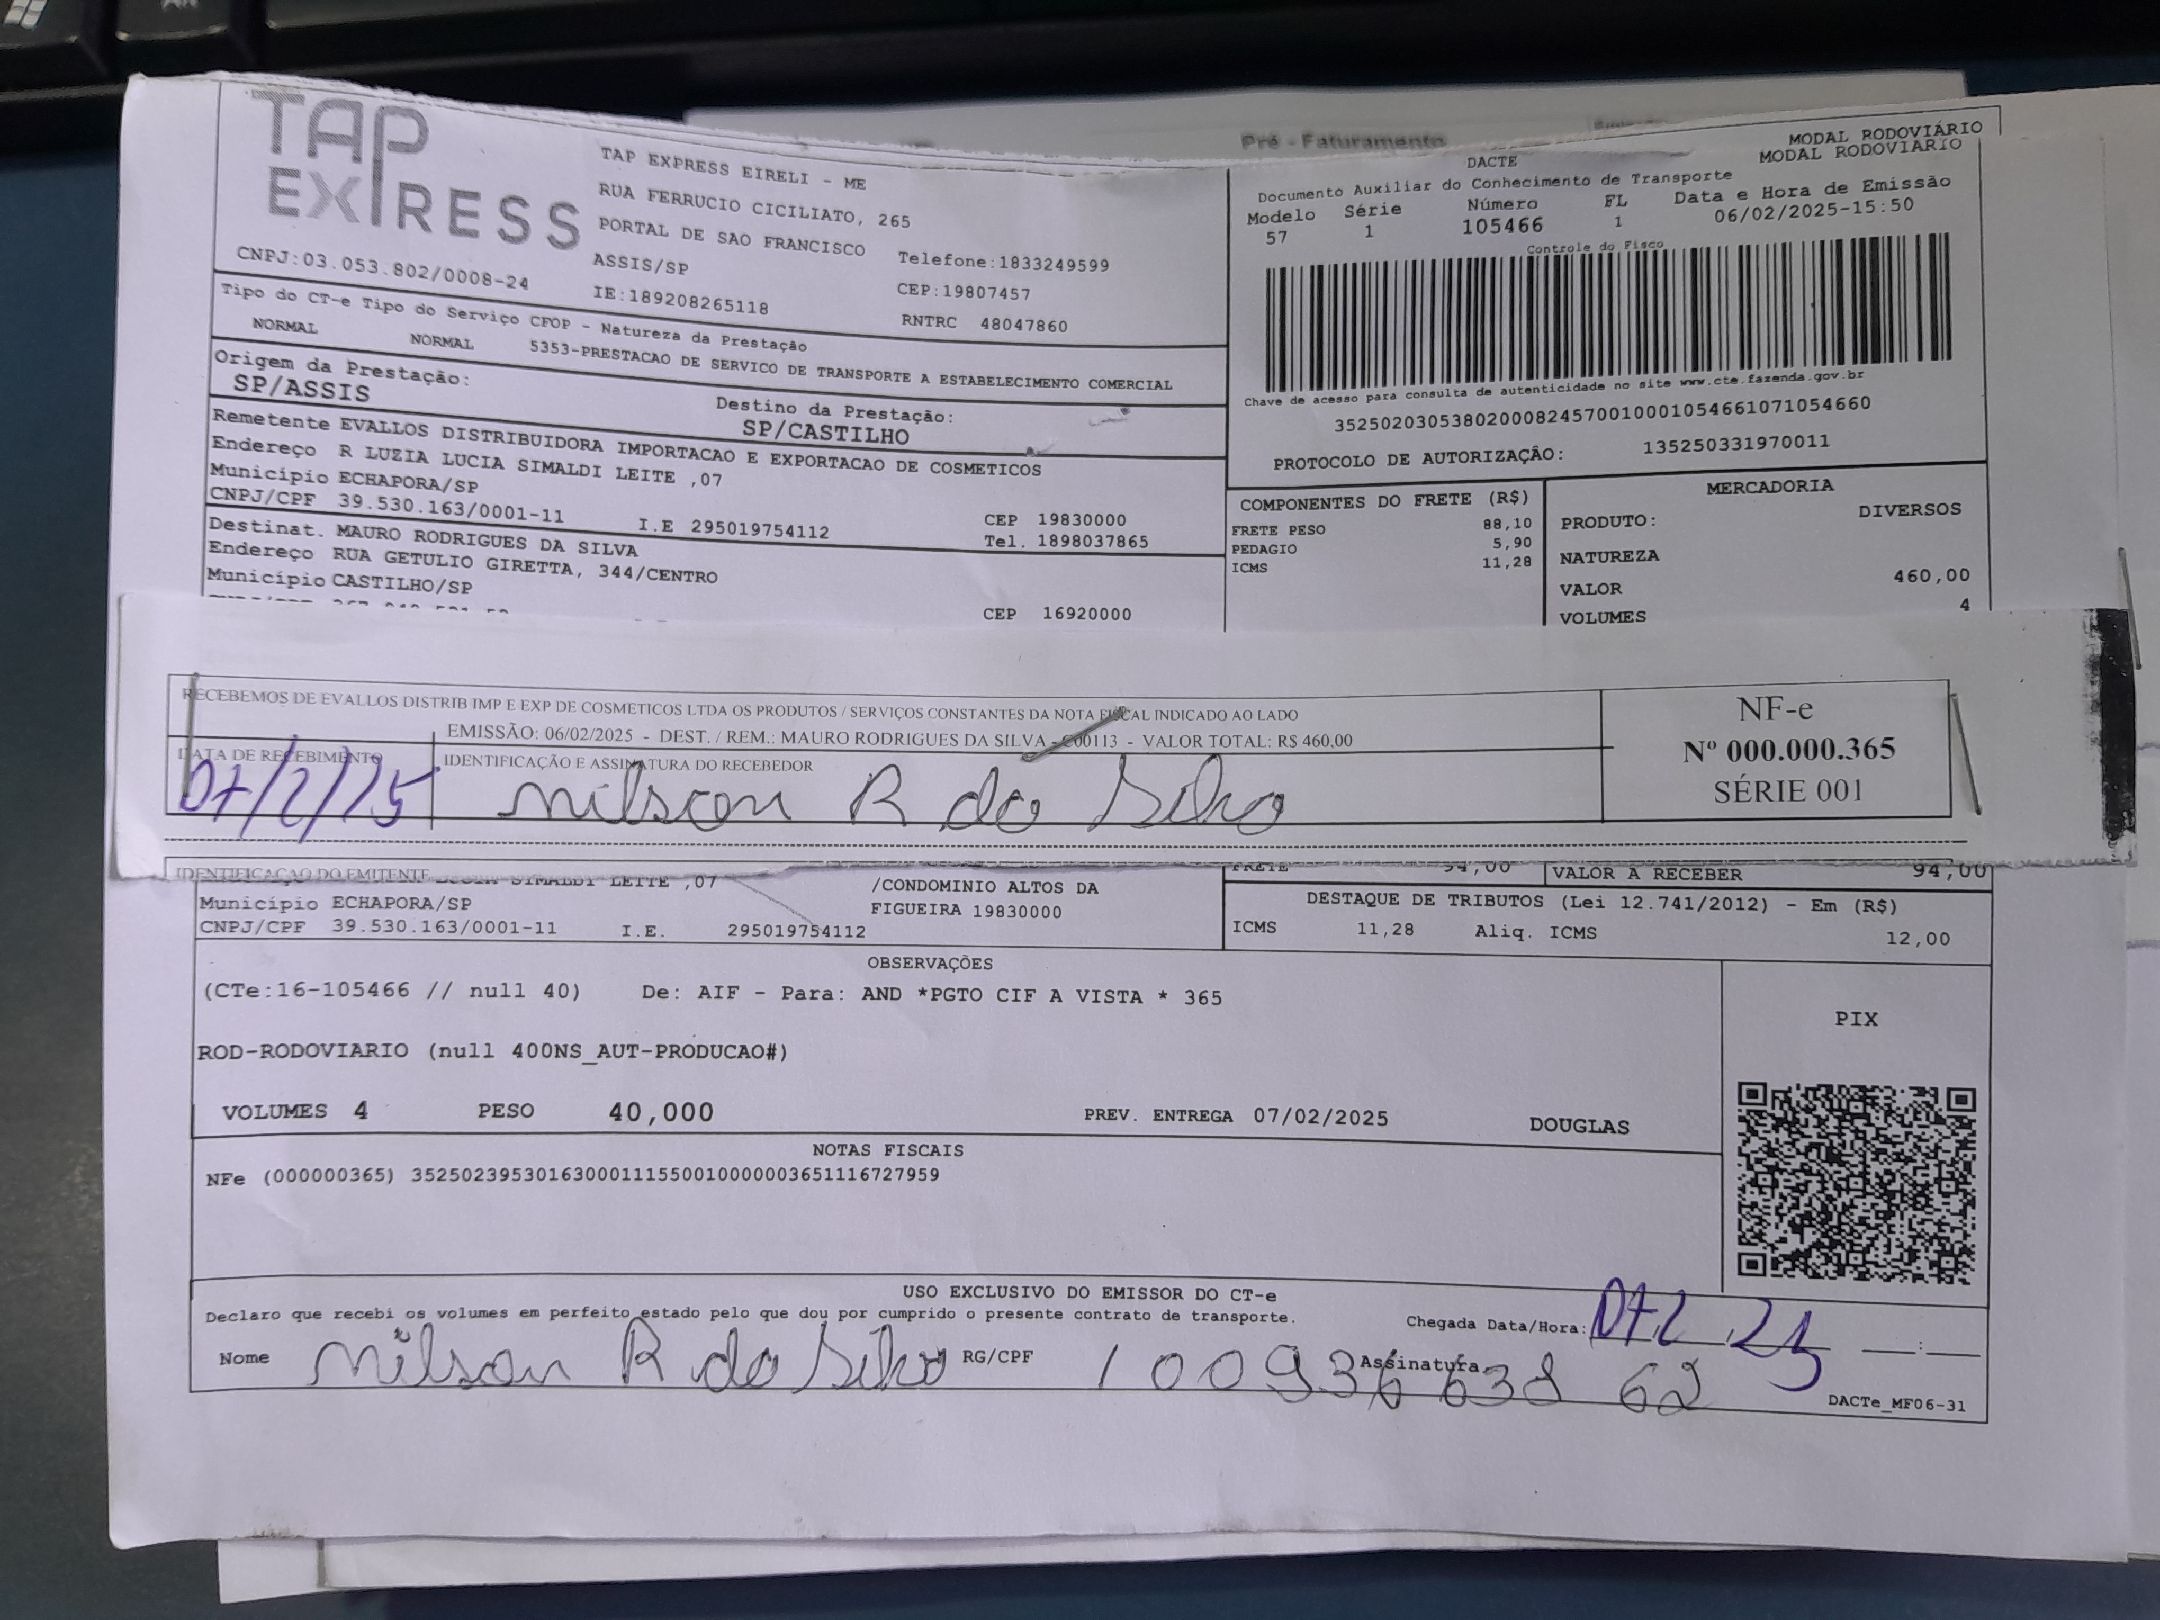 Pré - Faturamento
TAP
EXPRESS
TAP EXPRESS EIRELI - ME
RUA FERRUCIO CICILIATO, 265
PORTAL DE SAO FRANCISCO
ASSIS/SP
Telefone:1833249599
CNPJ:03.053.802/0008-24
IE:189208265118
CEP:19807457
RNTRC 48047860
MODAL RODOVIÁRIO
MODAL RODOVIARIO
DACTE
Documento Auxiliar do Conhecimento de Transporte
Modelo Série Número FL Data e Hora de Emissão
57 1 105466 1 06/02/2025-15:50
Controle do Fisco
Chave de acesso para consulta de autenticidade no site www.cte.fazenda.gov.br
35250203053802000824570010001054661071054660
PROTOCOLO DE AUTORIZAÇÃO: 135250331970011
Tipo do CT-e Tipo do Serviço CFOP - Natureza da Prestação
NORMAL NORMAL 5353-PRESTACAO DE SERVICO DE TRANSPORTE A ESTABELECIMENTO COMERCIAL
Origem da Prestação: Destino da Prestação:
SP/ASSIS SP/CASTILHO
Remetente EVALLOS DISTRIBUIDORA IMPORTACAO E EXPORTACAO DE COSMETICOS
Endereço R LUZIA LUCIA SIMALDI LEITE ,07
Município ECHAPORA/SP CEP 19830000
CNPJ/CPF 39.530.163/0001-11 I.E 295019754112 Tel. 1898037865
Destinat. MAURO RODRIGUES DA SILVA
Endereço RUA GETULIO GIRETTA, 344/CENTRO
Município CASTILHO/SP CEP 16920000
COMPONENTES DO FRETE (R$)
FRETE PESO 88,10
PEDAGIO 5,90
ICMS 11,28
MERCADORIA
PRODUTO: DIVERSOS
NATUREZA
VALOR 460,00
VOLUMES 4
RECEBEMOS DE EVALLOS DISTRIB IMP E EXP DE COSMETICOS LTDA OS PRODUTOS / SERVIÇOS CONSTANTES DA NOTA FISCAL INDICADO AO LADO
EMISSÃO: 06/02/2025 - DEST. / REM.: MAURO RODRIGUES DA SILVA - C00113 - VALOR TOTAL: R$ 460,00
DATA DE RECEBIMENTO IDENTIFICAÇÃO E ASSINATURA DO RECEBEDOR
07/2/25 nilson R da Silva
NF-e
Nº 000.000.365
SÉRIE 001
IDENTIFICAÇÃO DO EMITENTE
SIMALDI LEITE ,07 /CONDOMINIO ALTOS DA
FIGUEIRA 19830000
Município ECHAPORA/SP
CNPJ/CPF 39.530.163/0001-11 I.E. 295019754112
FRETE 94,00 VALOR A RECEBER 94,00
DESTAQUE DE TRIBUTOS (Lei 12.741/2012) - Em (R$)
ICMS 11,28 Aliq. ICMS 12,00
OBSERVAÇÕES
(CTe:16-105466 // null 40) De: AIF - Para: AND *PGTO CIF A VISTA * 365
ROD-RODOVIARIO (null 400NS_AUT-PRODUCAO#)
VOLUMES 4 PESO 40,000 PREV. ENTREGA 07/02/2025 DOUGLAS
PIX
NOTAS FISCAIS
NFe (000000365) 35250239530163000111550010000003651116727959
USO EXCLUSIVO DO EMISSOR DO CT-e
Declaro que recebi os volumes em perfeito estado pelo que dou por cumprido o presente contrato de transporte.
Chegada Data/Hora: 07 2 25 :
Nome nilson R da Silva RG/CPF 100936638 62 Assinatura
DACTe_MF06-31